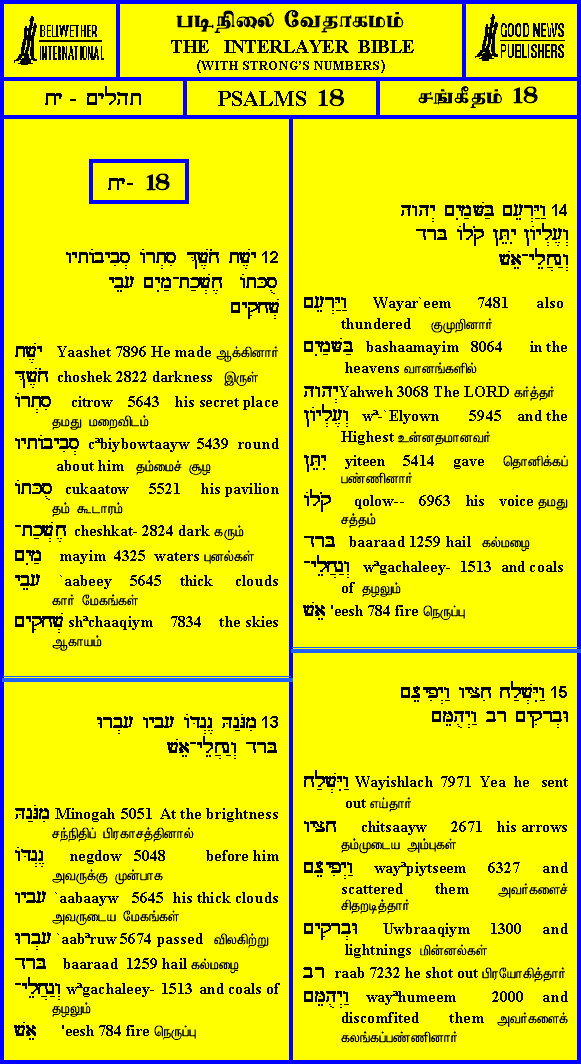 BELLWETHER
INTERNATIONAL
படிநிலை வேதாகமம்
THE INTERLAYER BIBLE
(WITH STRONG'S NUMBERS)
GOOD NEWS
PUBLISHERS
תהלים - יח
PSALMS 18
சங்கீதம் 18
יח- 18
12 יָשֶׁת חֹשֶׁךְ סִתְרוֹ סְבִיבוֹתָיו
סֻכָּתוֹ חֶשְׁכַת־מַיִם עָבֵי
שְׁחָקִים
יָשֶׁת Yaashet 7896 He made ஆக்கினார்
חֹשֶׁךְ choshek 2822 darkness இருள்
סִתְרוֹ citrow 5643 his secret place
தமது மறைவிடம்
סְבִיבוֹתָיו cªbiybowtaayw 5439 round
about him தம்மைச் சூழ
סֻכָּתוֹ cukaatow 5521 his pavilion
தம் கூடாரம்
חֶשְׁכַת־ cheshkat- 2824 dark கரும்
מַיִם mayim 4325 waters புனல்கள்
עָבֵי `aabeey 5645 thick clouds
கார் மேகங்கள்
שְׁחָקִים shªchaaqiym 7834 the skies
ஆகாயம்
13 מִנֹּגַהּ נֶגְדּוֹ עָבָיו עָבְרוּ
בָּרָד וְגַחֲלֵי־אֵשׁ
מִנֹּגַהּ Minogah 5051 At the brightness
சந்நிதிப் பிரகாசத்தினால்
נֶגְדּוֹ negdow 5048 before him
அவருக்கு முன்பாக
עָבָיו `aabaayw 5645 his thick clouds
அவருடைய மேகங்கள்
עָבְרוּ `aabªruw 5674 passed விலகிற்று
בָּרָד baaraad 1259 hail கல்மழை
וְגַחֲלֵי־ wªgachaleey- 1513 and coals of
தழலும்
אֵשׁ 'eesh 784 fire நெருப்பு
14 וַיַּרְעֵם בַּשָּׁמַיִם יְהוָה
וְעֶלְיוֹן יִתֵּן קֹלוֹ בָּרָד
וְגַחֲלֵי־אֵשׁ
וַיַּרְעֵם Wayar`eem 7481 also
thundered குமுறினார்
בַּשָּׁמַיִם bashaamayim 8064 in the
heavens வானங்களில்
יְהוָה Yahweh 3068 The LORD கர்த்தர்
וְעֶלְיוֹן wª-`Elyown 5945 and the
Highest உன்னதமானவர்
יִתֵּן yiteen 5414 gave தொனிக்கப்
பண்ணினார்
קֹלוֹ qolow-- 6963 his voice தமது
சத்தம்
בָּרָד baaraad 1259 hail கல்மழை
וְגַחֲלֵי־ wªgachaleey- 1513 and coals
of தழலும்
אֵשׁ 'eesh 784 fire நெருப்பு
15 וַיִּשְׁלַח חִצָּיו וַיְפִיצֵם
וּבְרָקִים רָב וַיְהֻמֵּם
וַיִּשְׁלַח Wayishlach 7971 Yea he sent
out எய்தார்
חִצָּיו chitsaayw 2671 his arrows
தம்முடைய அம்புகள்
וַיְפִיצֵם wayªpiytseem 6327 and
scattered them அவர்களைச்
சிதறடித்தார்
וּבְרָקִים Uwbraaqiym 1300 and
lightnings மின்னல்கள்
רָב raab 7232 he shot out பிரயோகித்தார்
וַיְהֻמֵּם wayªhumeem 2000 and
discomfited them அவர்களைக்
கலங்கப்பண்ணினார்